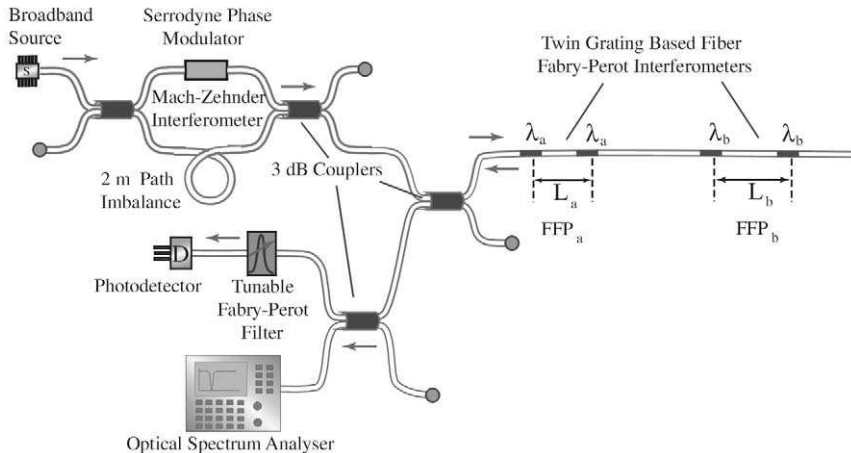 Broadband
Source
S
Serrodyne Phase
Modulator
Mach-Zehnder
Interferometer
2 m Path
Imbalance
3 dB Couplers
Twin Grating Based Fiber
Fabry-Perot Interferometers
λa λa λb λb
La Lb
FFPa FFPb
D
Photodetector
Tunable
Fabry-Perot
Filter
Optical Spectrum Analyser